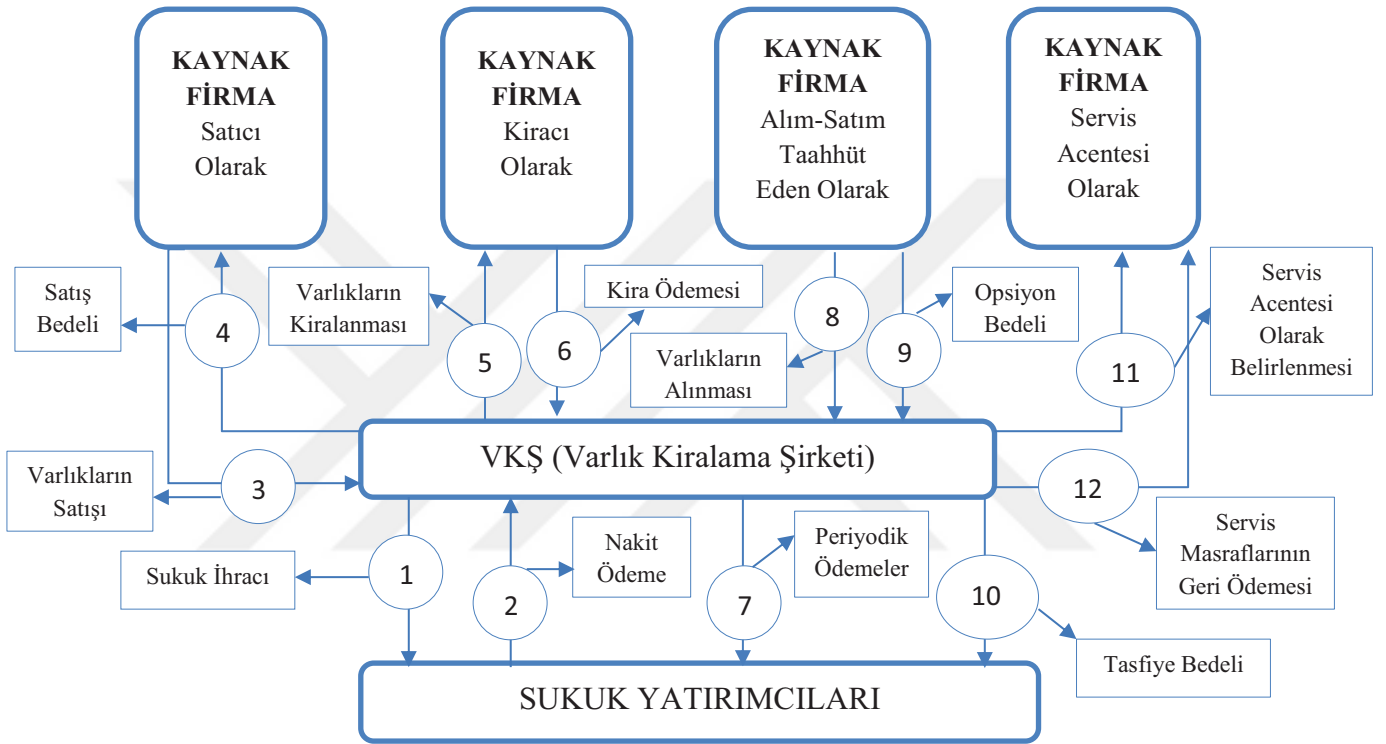 KAYNAK
FİRMA
Satıcı
Olarak
KAYNAK
FİRMA
Kiracı
Olarak
KAYNAK
FİRMA
Alım-Satım
Taahhüt
Eden Olarak
KAYNAK
FİRMA
Servis
Acentesi
Olarak
Satış
Bedeli
4
Varlıkların
Kiralanması
5
6
Kira Ödemesi
Varlıkların
Alınması
8
9
Opsiyon
Bedeli
11
Servis
Acentesi
Olarak
Belirlenmesi
VKŞ (Varlık Kiralama Şirketi)
Varlıkların
Satışı
3
12
Servis
Masraflarının
Geri Ödemesi
Sukuk İhracı
1
2
Nakit
Ödeme
7
Periyodik
Ödemeler
10
Tasfiye Bedeli
SUKUK YATIRIMCILARI